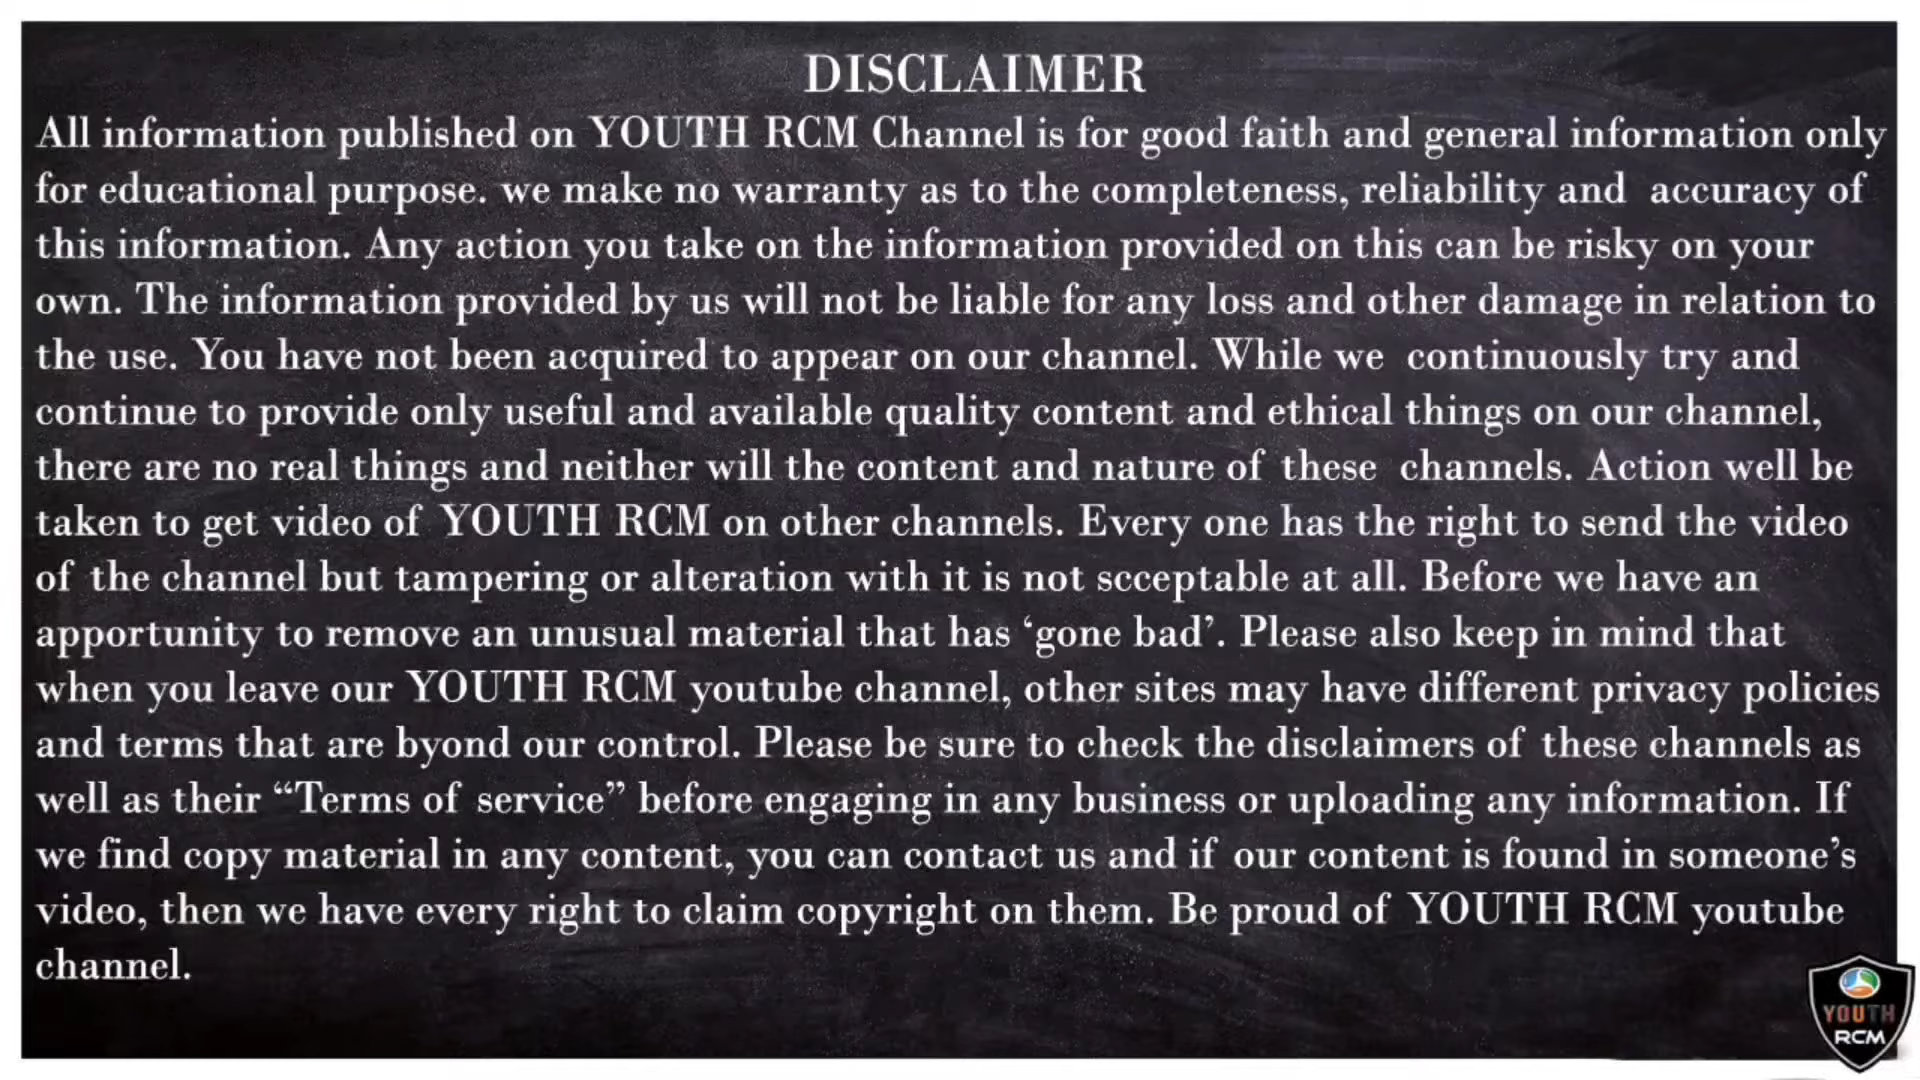 DISCLAIMER
All information published on YOUTH RCM Channel is for good faith and general information only
for educational purpose. we make no warranty as to the completeness, reliability and accuracy of
this information. Any action you take on the information provided on this can be risky on your
own. The information provided by us will not be liable for any loss and other damage in relation to
the use. You have not been acquired to appear on our channel. While we continuously try and
continue to provide only useful and available quality content and ethical things on our channel,
there are no real things and neither will the content and nature of these channels. Action well be
taken to get video of YOUTH RCM on other channels. Every one has the right to send the video
of the channel but tampering or alteration with it is not scceptable at all. Before we have an
apportunity to remove an unusual material that has ‘gone bad’. Please also keep in mind that
when you leave our YOUTH RCM youtube channel, other sites may have different privacy policies
and terms that are byond our control. Please be sure to check the disclaimers of these channels as
well as their “Terms of service” before engaging in any business or uploading any information. If
we find copy material in any content, you can contact us and if our content is found in someone’s
video, then we have every right to claim copyright on them. Be proud of YOUTH RCM youtube
channel.
YOUTH
RCM